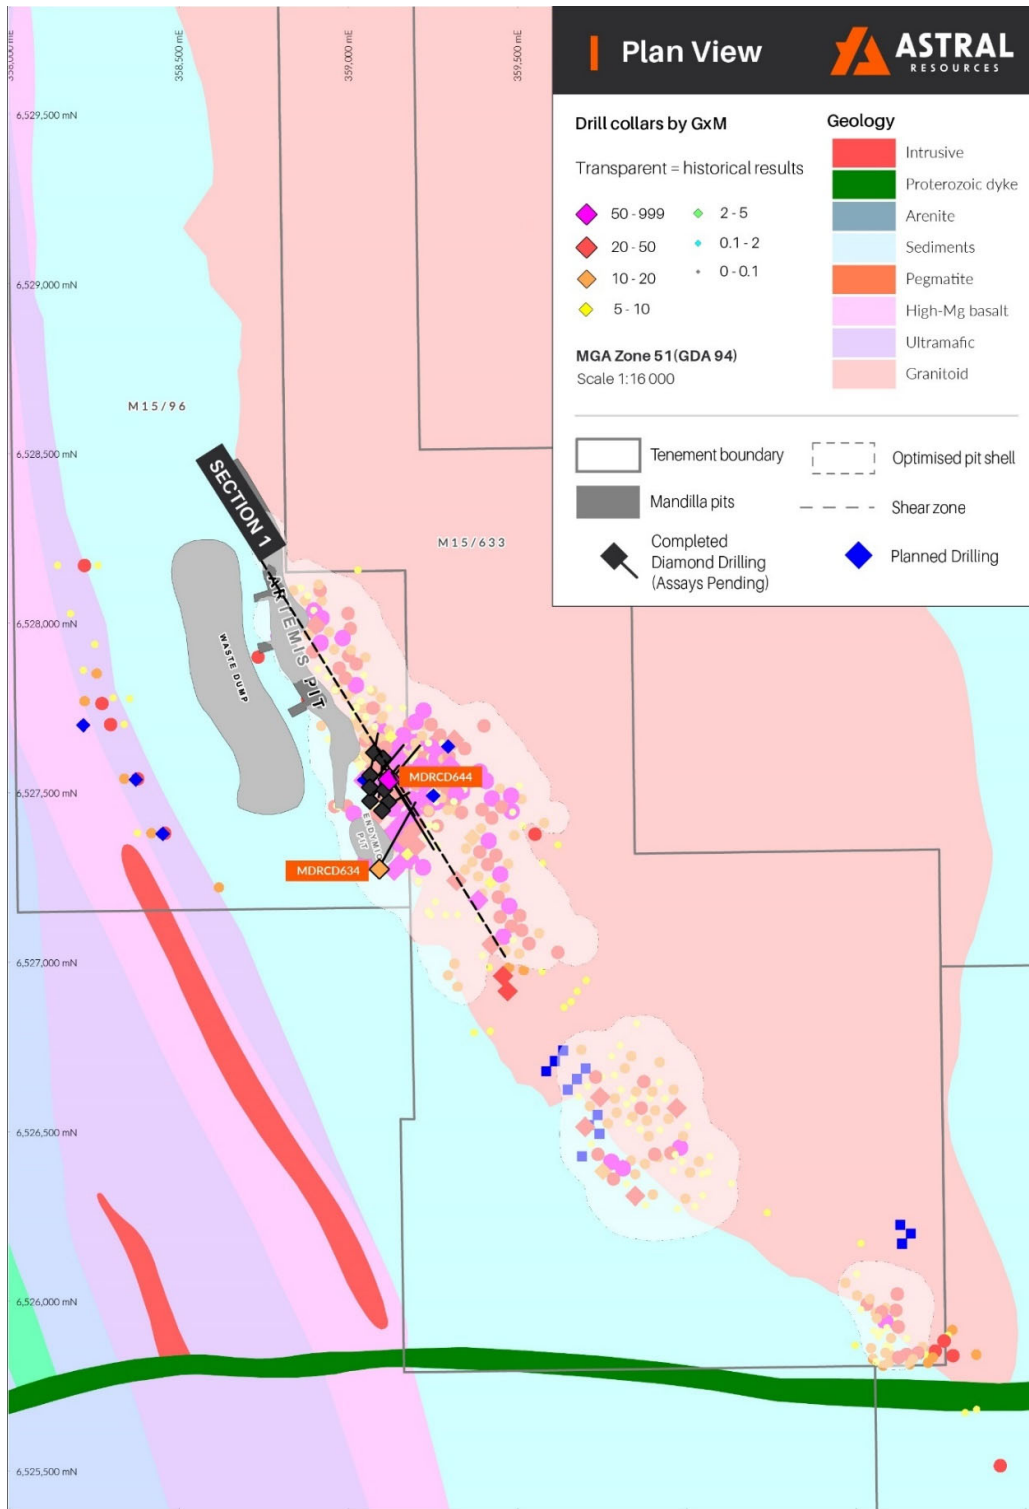 358,000 mE
358,500 mE
359,000 mE
359,500 mE
Plan View
ASTRAL
RESOURCES
Drill collars by GxM
Transparent = historical results
50 - 999
20 - 50
10 - 20
5 - 10
2 - 5
0.1 - 2
0 - 0.1
MGA Zone 51 (GDA 94)
Scale 1:16 000
Geology
Intrusive
Proterozoic dyke
Arenite
Sediments
Pegmatite
High-Mg basalt
Ultramafic
Granitoid
Tenement boundary
Mandilla pits
Completed
Diamond Drilling
(Assays Pending)
Optimised pit shell
Shear zone
Planned Drilling
6,529,500 mN
6,529,000 mN
M15/96
6,528,500 mN
SECTION 1
M15/633
6,528,000 mN
WASTE DUMP
ARTEMIS PIT
MDRCD644
6,527,500 mN
PIT
MDRCD634
6,527,000 mN
6,526,500 mN
6,526,000 mN
6,525,500 mN